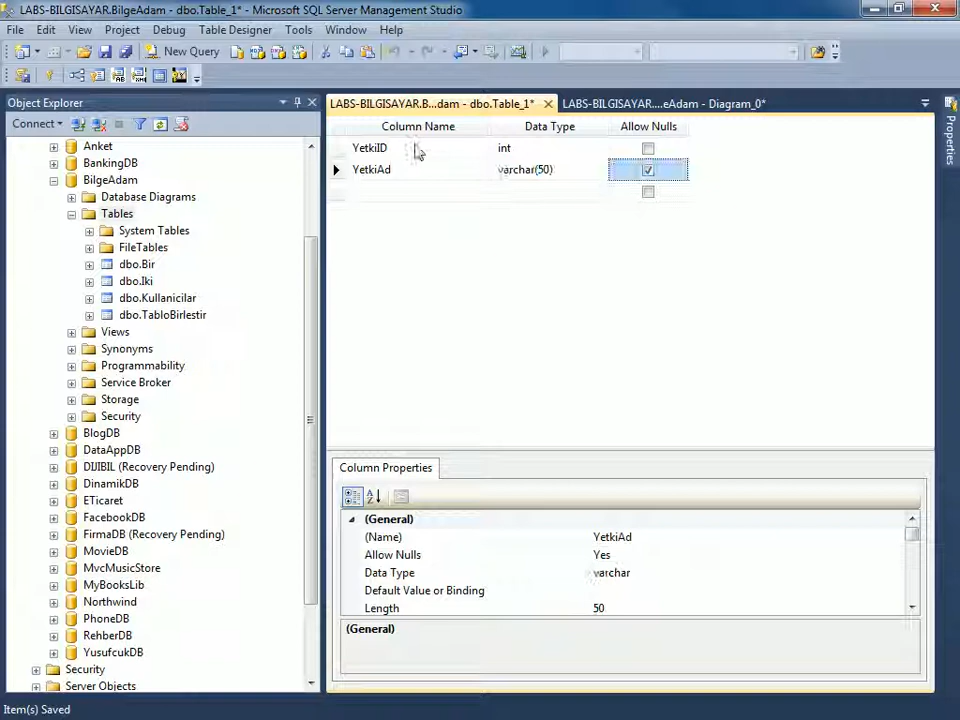 LABS-BILGISAYAR.BilgeAdam - dbo.Table_1* - Microsoft SQL Server Management Studio
File Edit View Project Debug Table Designer Tools Window Help
New Query
Object Explorer
LABS-BILGISAYAR.B...dam - dbo.Table_1*
LABS-BILGISAYAR....eAdam - Diagram_0*
Connect
Column Name Data Type Allow Nulls
YetkiID int
YetkiAd varchar(50)
Anket
BankingDB
BilgeAdam
Database Diagrams
Tables
System Tables
FileTables
dbo.Bir
dbo.Iki
dbo.Kullanicilar
dbo.TabloBirlestir
Views
Synonyms
Programmability
Service Broker
Storage
Security
BlogDB
DataAppDB
DIJIBIL (Recovery Pending)
DinamikDB
ETicaret
FacebookDB
FirmaDB (Recovery Pending)
MovieDB
MvcMusicStore
MyBooksLib
Northwind
PhoneDB
RehberDB
YusufcukDB
Security
Server Objects
Column Properties
(General)
(Name) YetkiAd
Allow Nulls Yes
Data Type varchar
Default Value or Binding
Length 50
(General)
Properties
Item(s) Saved